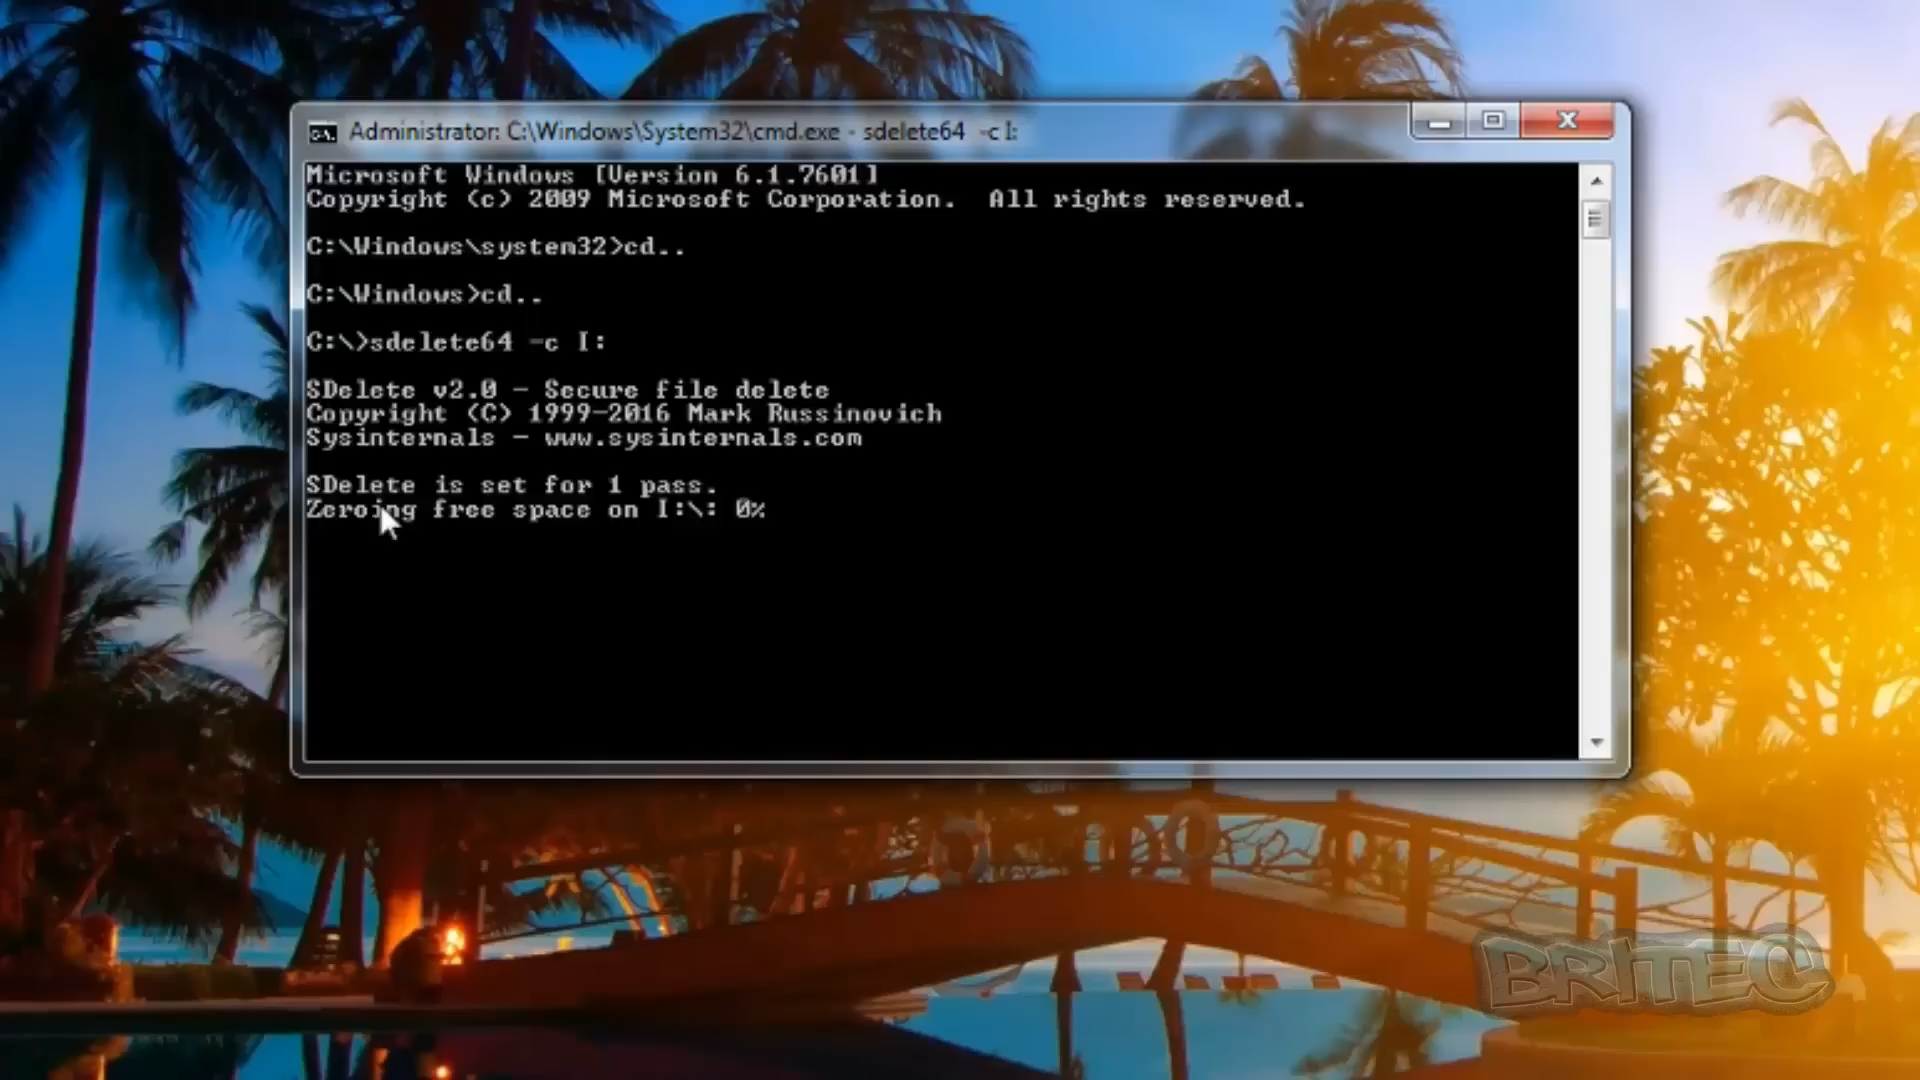 Administrator: C:\Windows\System32\cmd.exe - sdelete64  -c I:
Microsoft Windows [Version 6.1.7601]
Copyright (c) 2009 Microsoft Corporation.  All rights reserved.
C:\Windows\system32>cd..
C:\Windows>cd..
C:\>sdelete64 -c I:
SDelete v2.0 - Secure file delete
Copyright (C) 1999-2016 Mark Russinovich
Sysinternals - www.sysinternals.com
SDelete is set for 1 pass.
Zeroing free space on I:\: 0%
BRITEC